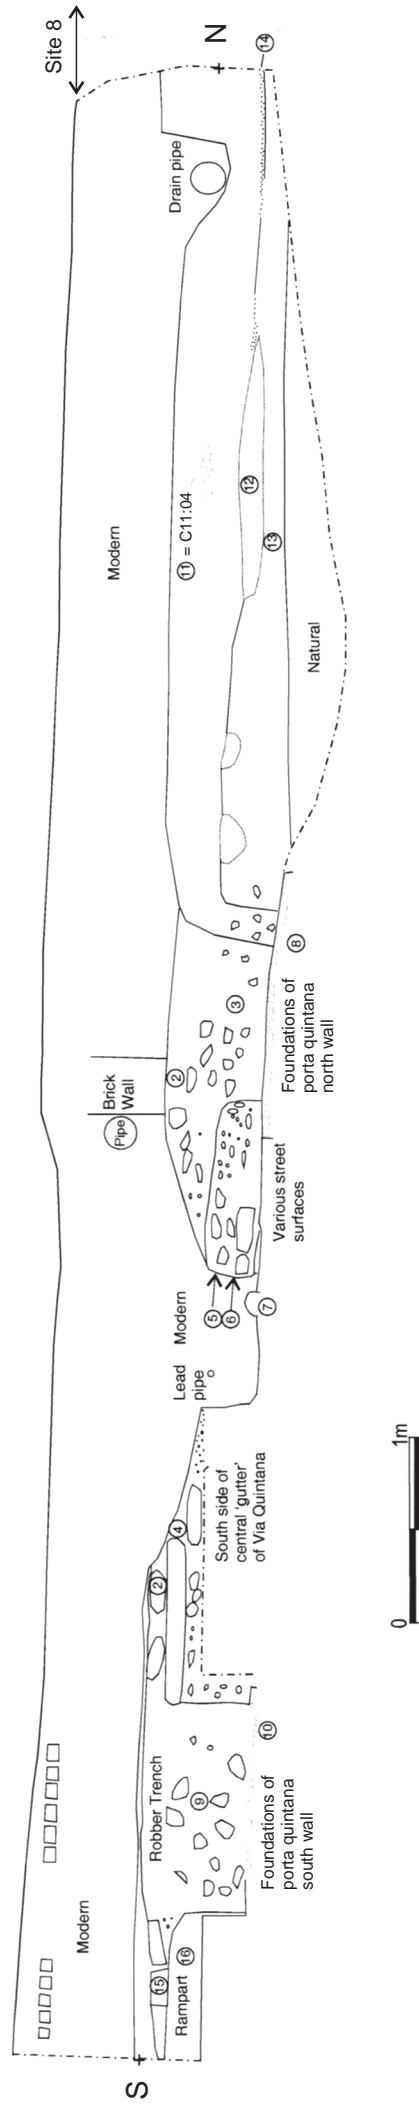 S
N
Site 8
Modern
Modern
Modern
Rampart
15
16
Robber Trench
9
10
Foundations of
porta quintana
south wall
2
4
South side of
central 'gutter'
of Via Quintana
Lead
pipe
5
6
7
Various street
surfaces
Pipe
Brick
Wall
2
3
8
Foundations of
porta quintana
north wall
11 = C11:04
12
13
Natural
Drain pipe
14
0
1m